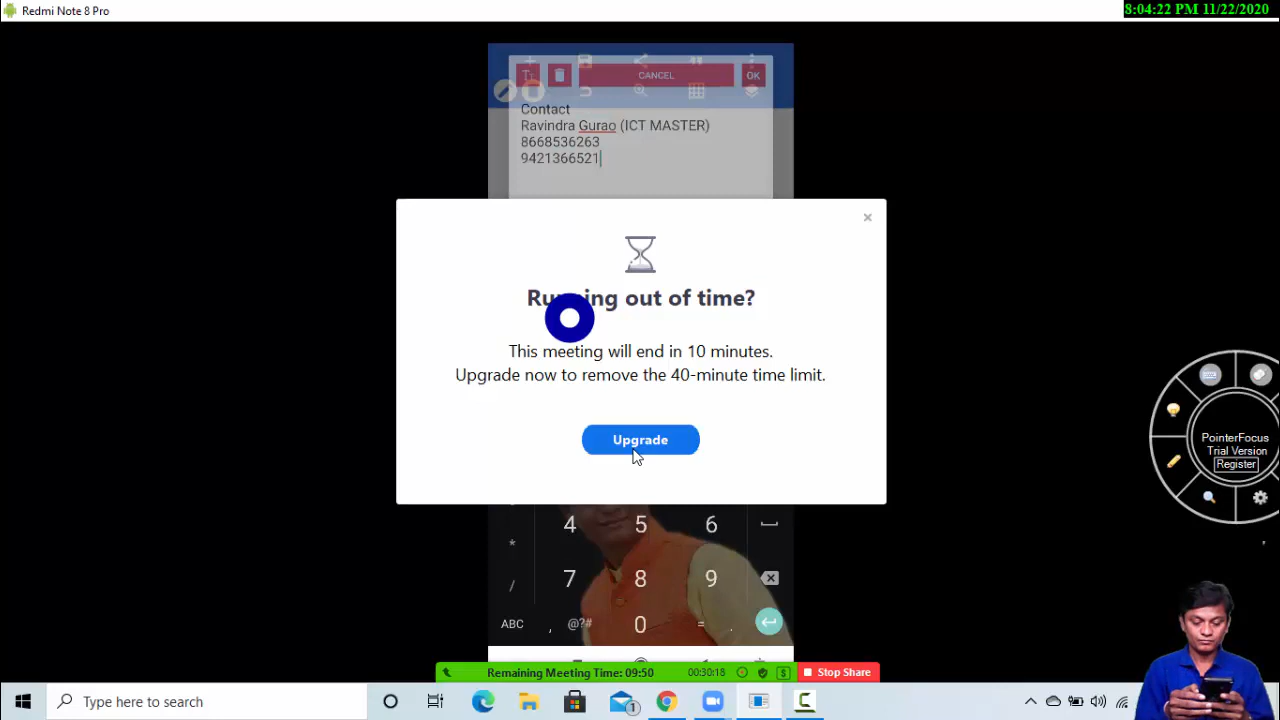 Redmi Note 8 Pro
8:04:22 PM 11/22/2020
CANCEL
OK
Contact
Ravindra Gurao (ICT MASTER)
8668536263
9421366521
Running out of time?
This meeting will end in 10 minutes.
Upgrade now to remove the 40-minute time limit.
Upgrade
PointerFocus
Trial Version
Register
4 5 6
*
7 8 9
/
ABC , @?# 0 = .
Remaining Meeting Time: 09:50 00:30:18 Stop Share
Type here to search
1